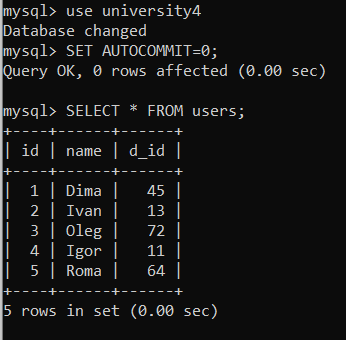 mysql> use university4
Database changed
mysql> SET AUTOCOMMIT=0;
Query OK, 0 rows affected (0.00 sec)

mysql> SELECT * FROM users;
+----+------+------+
| id | name | d_id |
+----+------+------+
|  1 | Dima |   45 |
|  2 | Ivan |   13 |
|  3 | Oleg |   72 |
|  4 | Igor |   11 |
|  5 | Roma |   64 |
+----+------+------+
5 rows in set (0.00 sec)